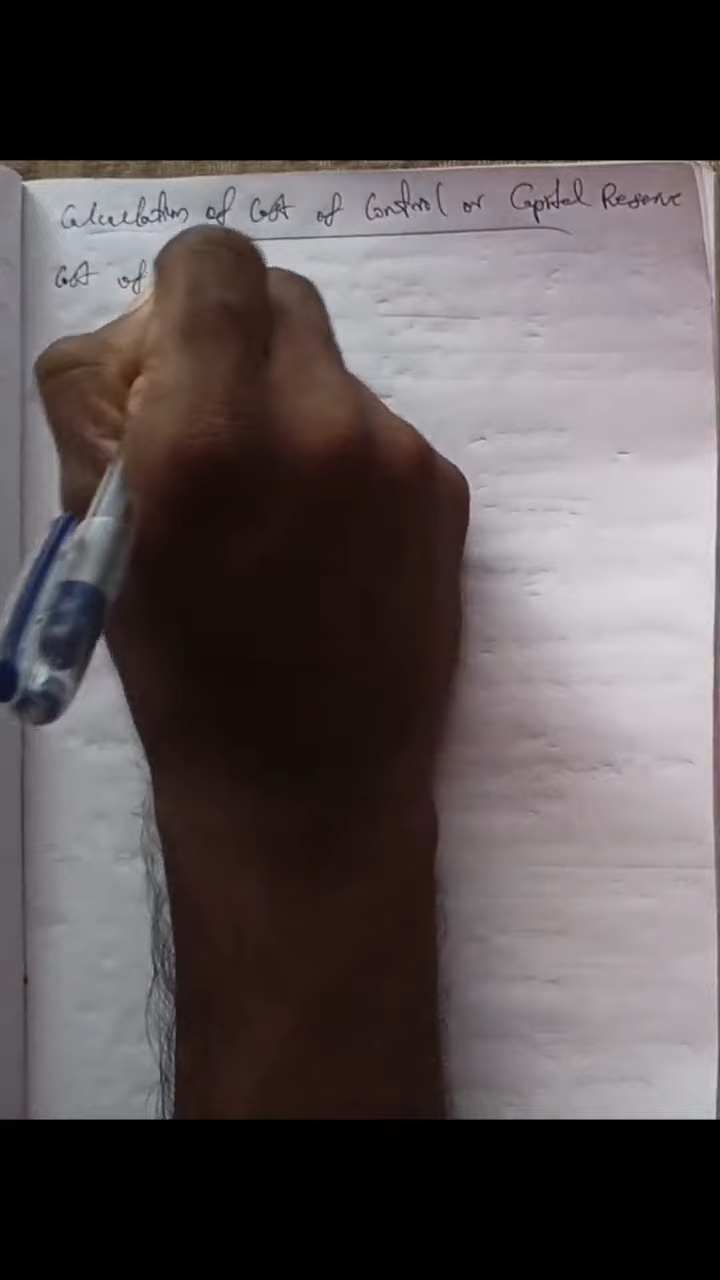 Calculation of Cost of Control or Capital Reserve
Cost of